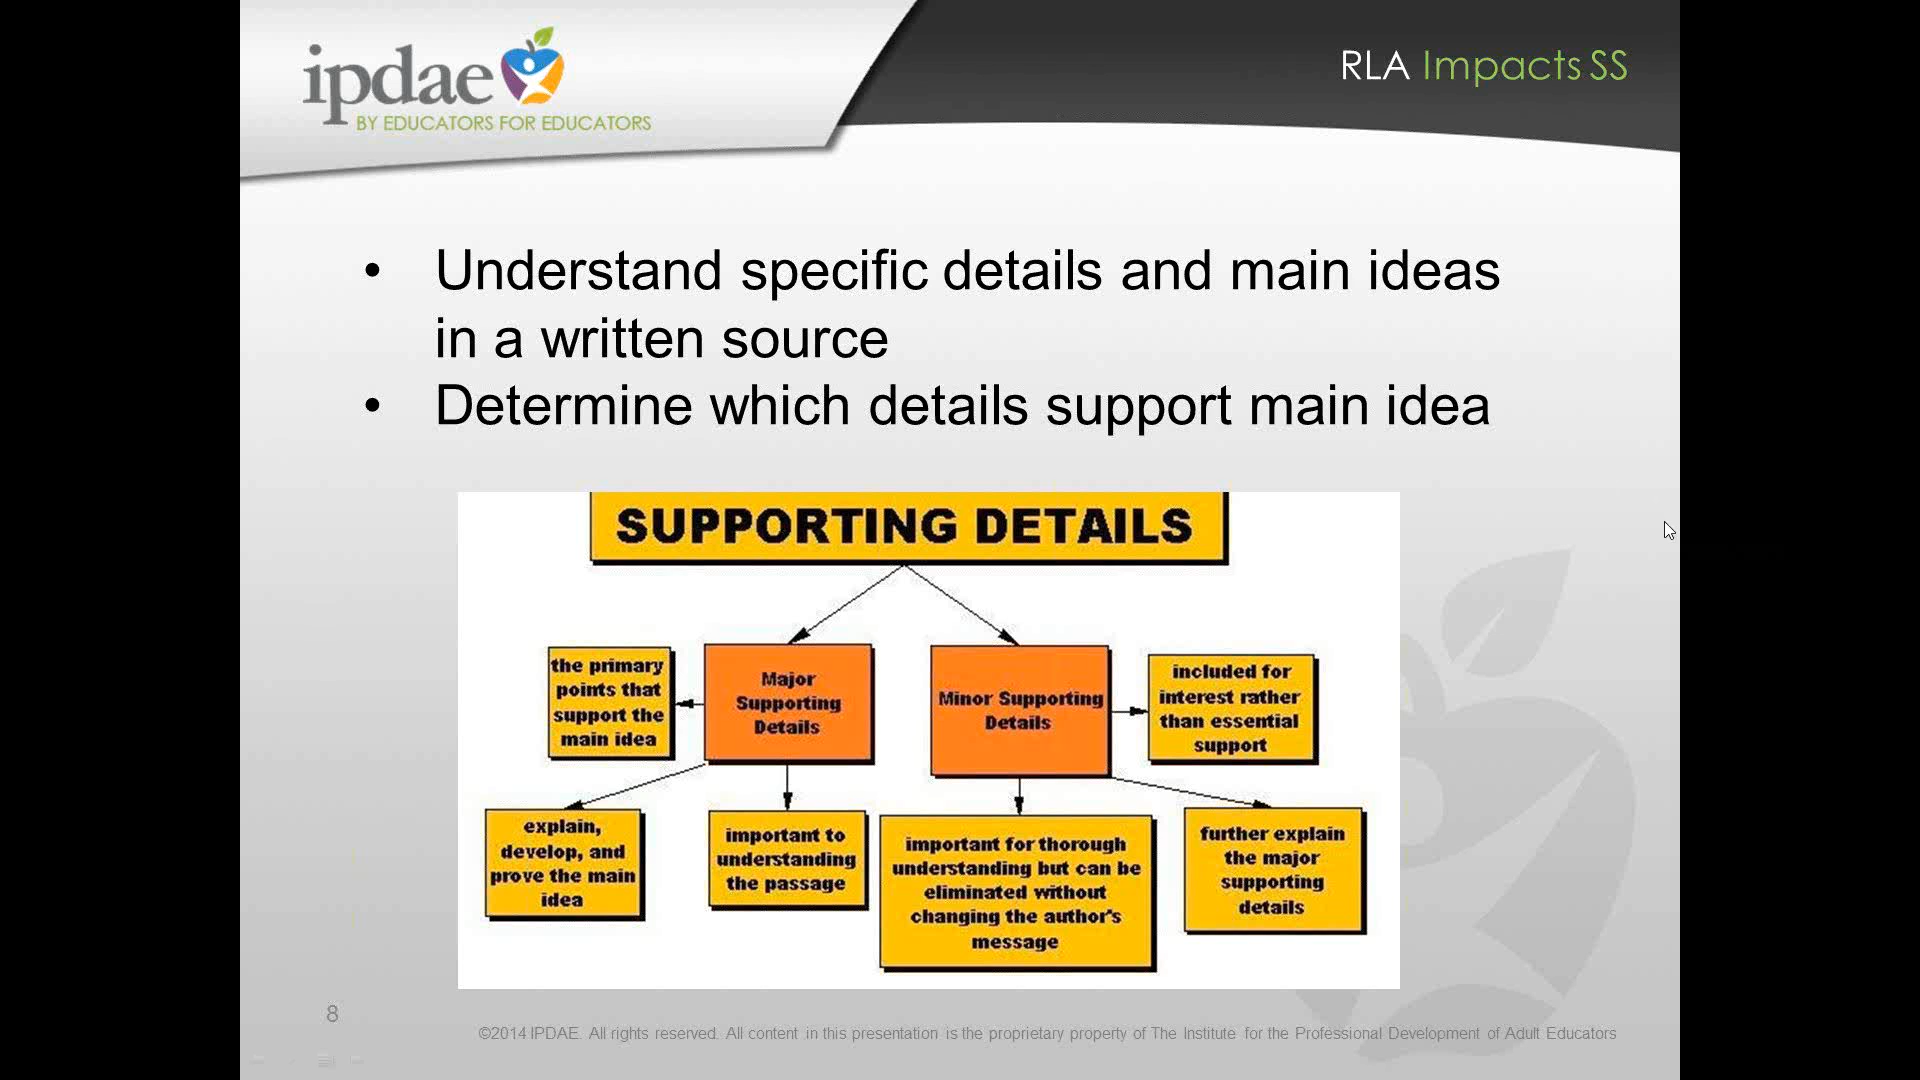 ipdae
BY EDUCATORS FOR EDUCATORS
RLA Impacts SS
• Understand specific details and main ideas
in a written source
• Determine which details support main idea
SUPPORTING DETAILS
the primary
points that
support the
main idea
Major
Supporting
Details
Minor Supporting
Details
included for
interest rather
than essential
support
explain,
develop, and
prove the main
idea
important to
understanding
the passage
important for thorough
understanding but can be
eliminated without
changing the author's
message
further explain
the major
supporting
details
8
©2014 IPDAE. All rights reserved. All content in this presentation is the proprietary property of The Institute for the Professional Development of Adult Educators